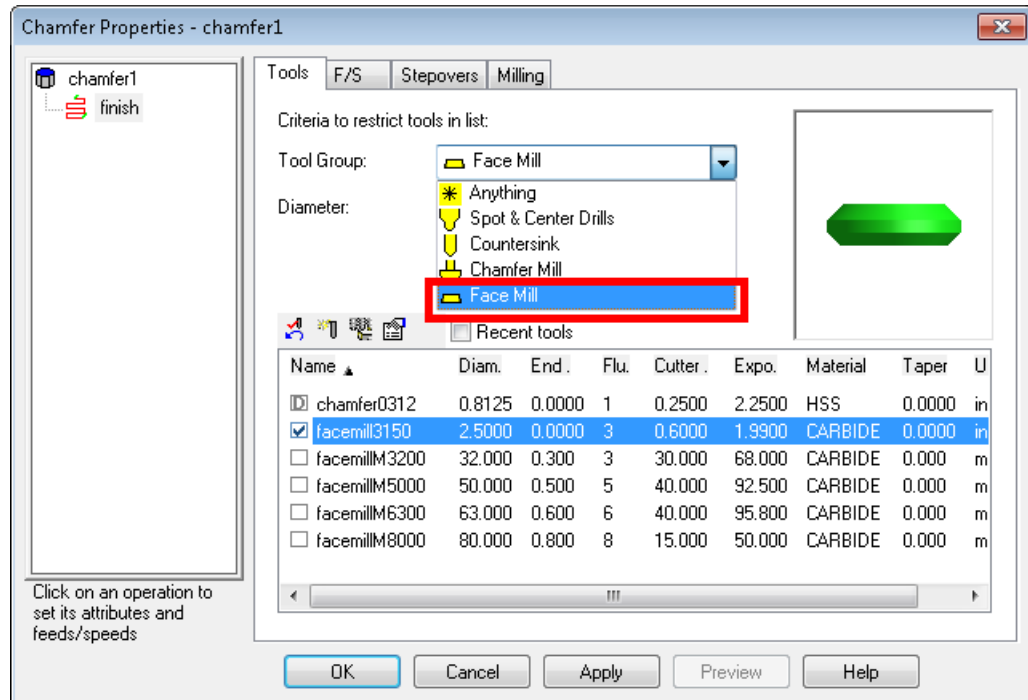 Chamfer Properties - chamfer1
chamfer1
finish
Tools F/S Stepovers Milling
Criteria to restrict tools in list:
Tool Group: Face Mill
Anything
Diameter: Spot & Center Drills
Countersink
Chamfer Mill
Face Mill
Recent tools
Name Diam. End . Flu. Cutter . Expo. Material Taper U
D chamfer0312 0.8125 0.0000 1 0.2500 2.2500 HSS 0.0000 in
facemill3150 2.5000 0.0000 3 0.6000 1.9900 CARBIDE 0.0000 in
facemillM3200 32.000 0.300 3 30.000 68.000 CARBIDE 0.000 m
facemillM5000 50.000 0.500 5 40.000 92.500 CARBIDE 0.000 m
facemillM6300 63.000 0.600 6 40.000 95.800 CARBIDE 0.000 m
facemillM8000 80.000 0.800 8 15.000 50.000 CARBIDE 0.000 m
Click on an operation to
set its attributes and
feeds/speeds
OK Cancel Apply Preview Help